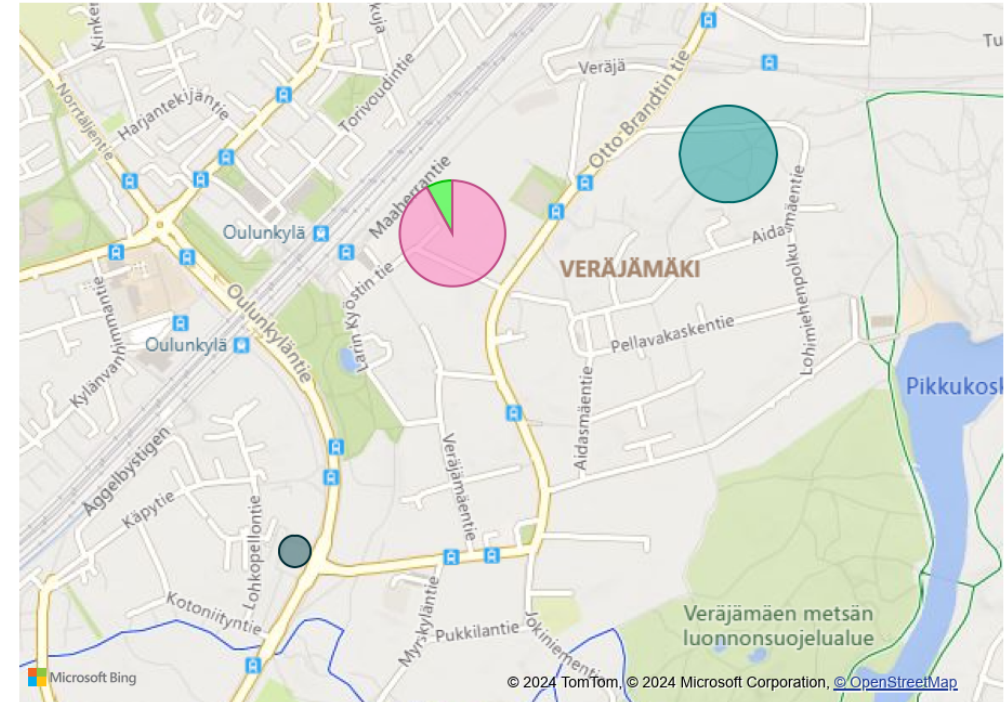 Kinker
kuja
Tu
Veräjä
Norrtäljentie
Harjantekijäntie
Torivoudintie
Otto Brandtin tie
Maaherrantie
Oulunkylä
Aidasmäentie
VERÄJÄMÄKI
Larin Kyöstin tie
Oulunkyläntie
Kylänvanhimmantie
Oulunkylä
Pellavakaskentie
Lohimiehenpolku
Pikkukosk
Aidasmäentie
Veräjämäentie
Aggelbystigen
Käpytie
Lohkopellontie
Kotoniityntie
Myrskyläntie
Pukkilantie
Jokiniementie
Veräjämäen metsän
luonnonsuojelualue
Microsoft Bing
© 2024 TomTom, © 2024 Microsoft Corporation, © OpenStreetMap